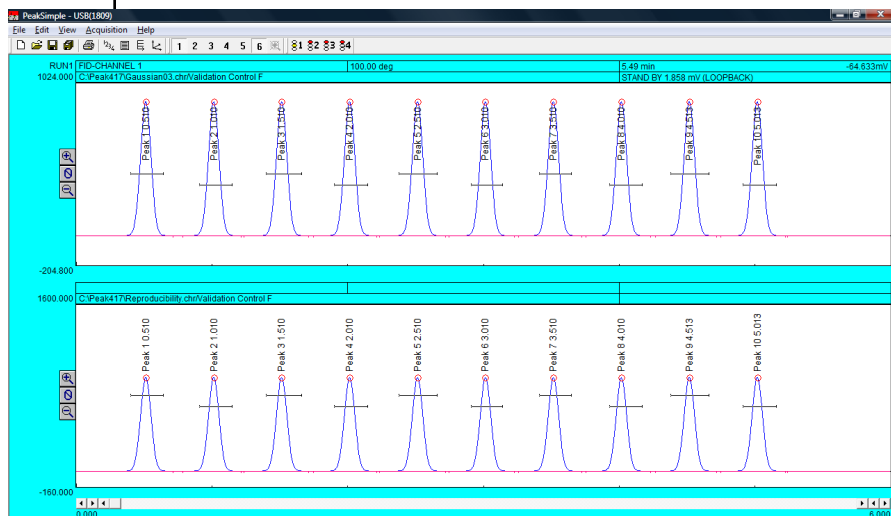 PeakSimple - USB(1809)
File Edit View Acquisition Help
1 2 3 4 5 6 1 2 3 4
RUN1 FID-CHANNEL 1 100.00 deg 5.49 min -64.633mV
1024.000 C:\Peak417\Gaussian03.chr/Validation Control F STAND BY 1.858 mV (LOOPBACK)
Peak 1 0.510
Peak 2 1.010
Peak 3 1.510
Peak 4 2.010
Peak 5 2.510
Peak 6 3.010
Peak 7 3.510
Peak 8 4.010
Peak 9 4.513
Peak 10 5.013
-204.800
1600.000 C:\Peak417\Reproducibility.chr/Validation Control F
Peak 1 0.510
Peak 2 1.010
Peak 3 1.510
Peak 4 2.010
Peak 5 2.510
Peak 6 3.010
Peak 7 3.510
Peak 8 4.010
Peak 9 4.513
Peak 10 5.013
-160.000
0.000 6.000